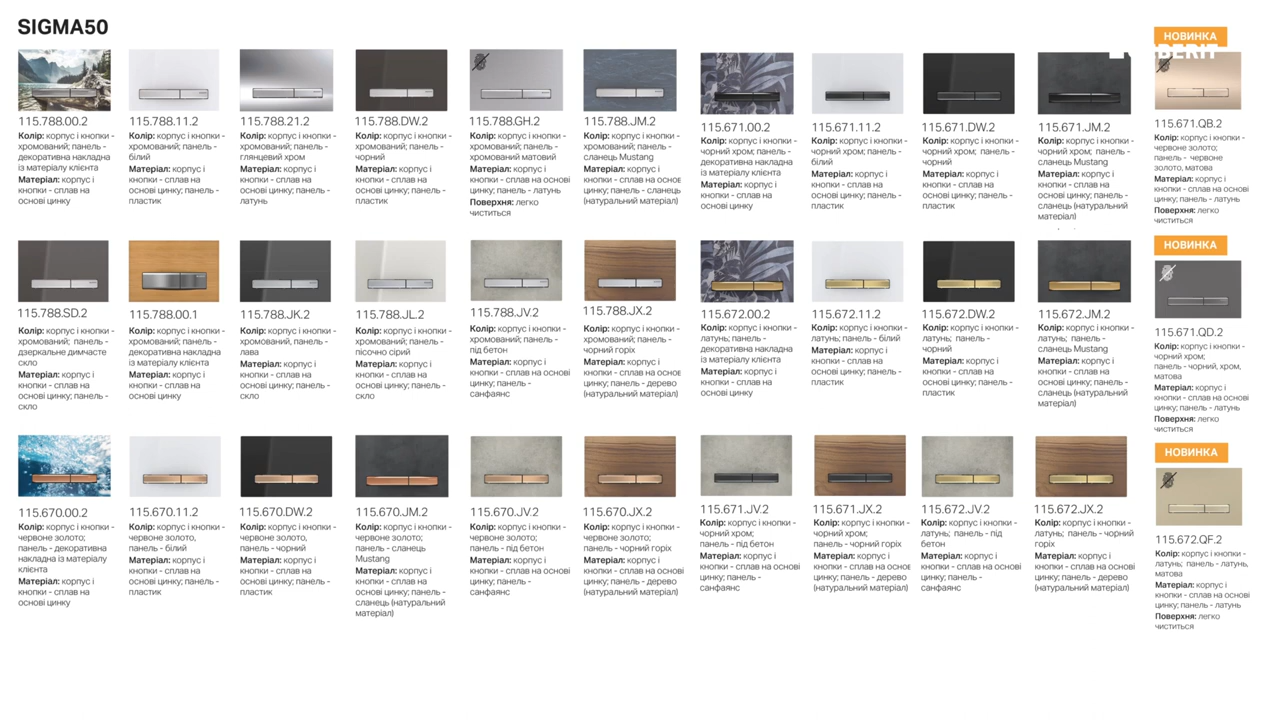 SIGMA50
115.788.00.2
Колір: корпус і кнопки -
хромований; панель -
декоративна накладна
із матеріалу клієнта
Матеріал: корпус і
кнопки - сплав на
основі цинку
115.788.11.2
Колір: корпус і кнопки -
хромований; панель -
білий
Матеріал: корпус і
кнопки - сплав на
основі цинку; панель -
пластик
115.788.21.2
Колір: корпус і кнопки -
хромований; панель -
глянцевий хром
Матеріал: корпус і
кнопки - сплав на
основі цинку; панель -
латунь
115.788.DW.2
Колір: корпус і кнопки -
хромований; панель -
чорний
Матеріал: корпус і
кнопки - сплав на
основі цинку; панель -
пластик
115.788.GH.2
Колір: корпус і кнопки -
хромований; панель -
хромований матовий
Матеріал: корпус і
кнопки - сплав на основі
цинку; панель - латунь
Поверхня: легко
чиститься
115.788.JM.2
Колір: корпус і кнопки -
хромований; панель -
сланець Mustang
Матеріал: корпус і
кнопки - сплав на основі
цинку; панель - сланець
(натуральний матеріал)
115.671.00.2
Колір: корпус і кнопки -
чорний хром; панель -
декоративна накладна
із матеріалу клієнта
Матеріал: корпус і
кнопки - сплав на
основі цинку
115.671.11.2
Колір: корпус і кнопки -
чорний хром; панель -
білий
Матеріал: корпус і
кнопки - сплав на
основі цинку; панель -
пластик
115.671.DW.2
Колір: корпус і кнопки -
чорний хром; панель -
чорний
Матеріал: корпус і
кнопки - сплав на
основі цинку; панель -
пластик
115.671.JM.2
Колір: корпус і кнопки -
чорний хром; панель -
сланець Mustang
Матеріал: корпус і
кнопки - сплав на
основі цинку; панель -
сланець (натуральний
матеріал)
НОВИНКА
115.671.QB.2
Колір: корпус і кнопки -
червоне золото;
панель - червоне
золото, матова
Матеріал: корпус і
кнопки - сплав на основі
цинку; панель - латунь
Поверхня: легко
чиститься
115.788.SD.2
Колір: корпус і кнопки -
хромований; панель -
дзеркальне димчасте
скло
Матеріал: корпус і
кнопки - сплав на
основі цинку; панель -
скло
115.788.00.1
Колір: корпус і кнопки -
хромований; панель -
декоративна накладна
із матеріалу клієнта
Матеріал: корпус і
кнопки - сплав на
основі цинку
115.788.JK.2
Колір: корпус і кнопки -
хромований; панель -
лава
Матеріал: корпус і
кнопки - сплав на
основі цинку; панель -
скло
115.788.JL.2
Колір: корпус і кнопки -
хромований; панель -
пісочно сірий
Матеріал: корпус і
кнопки - сплав на
основі цинку; панель -
скло
115.788.JV.2
Колір: корпус і кнопки -
хромований; панель -
під бетон
Матеріал: корпус і
кнопки - сплав на основі
цинку; панель -
санфаянс
115.788.JX.2
Колір: корпус і кнопки -
хромований; панель -
чорний горіх
Матеріал: корпус і
кнопки - сплав на основі
цинку; панель - дерево
(натуральний матеріал)
115.672.00.2
Колір: корпус і кнопки -
латунь; панель -
декоративна накладна
із матеріалу клієнта
Матеріал: корпус і
кнопки - сплав на
основі цинку
115.672.11.2
Колір: корпус і кнопки -
латунь; панель - білий
Матеріал: корпус і
кнопки - сплав на
основі цинку; панель -
пластик
115.672.DW.2
Колір: корпус і кнопки -
латунь; панель -
чорний
Матеріал: корпус і
кнопки - сплав на
основі цинку; панель -
пластик
115.672.JM.2
Колір: корпус і кнопки -
латунь; панель -
сланець Mustang
Матеріал: корпус і
кнопки - сплав на
основі цинку; панель -
сланець (натуральний
матеріал)
НОВИНКА
115.671.QD.2
Колір: корпус і кнопки -
чорний хром;
панель - чорний, хром,
матова
Матеріал: корпус і
кнопки - сплав на основі
цинку; панель - латунь
Поверхня: легко
чиститься
115.670.00.2
Колір: корпус і кнопки -
червоне золото;
панель - декоративна
накладна із матеріалу
клієнта
Матеріал: корпус і
кнопки - сплав на
основі цинку
115.670.11.2
Колір: корпус і кнопки -
червоне золото,
панель - білий
Матеріал: корпус і
кнопки - сплав на
основі цинку; панель -
пластик
115.670.DW.2
Колір: корпус і кнопки -
червоне золото,
панель - чорний
Матеріал: корпус і
кнопки - сплав на
основі цинку; панель -
пластик
115.670.JM.2
Колір: корпус і кнопки -
червоне золото;
панель - сланець
Mustang
Матеріал: корпус і
кнопки - сплав на
основі цинку; панель -
сланець (натуральний
матеріал)
115.670.JV.2
Колір: корпус і кнопки -
червоне золото;
панель - під бетон
Матеріал: корпус і
кнопки - сплав на основі
цинку; панель -
санфаянс
115.670.JX.2
Колір: корпус і кнопки -
червоне золото;
панель - чорний горіх
Матеріал: корпус і
кнопки - сплав на основі
цинку; панель - дерево
(натуральний матеріал)
115.671.JV.2
Колір: корпус і кнопки -
чорний хром;
панель - під бетон
Матеріал: корпус і
кнопки - сплав на основі
цинку; панель -
санфаянс
115.671.JX.2
Колір: корпус і кнопки -
чорний хром;
панель - чорний горіх
Матеріал: корпус і
кнопки - сплав на основі
цинку; панель - дерево
(натуральний матеріал)
115.672.JV.2
Колір: корпус і кнопки -
латунь; панель - під
бетон
Матеріал: корпус і
кнопки - сплав на основі
цинку; панель -
санфаянс
115.672.JX.2
Колір: корпус і кнопки -
латунь; панель - чорний
горіх
Матеріал: корпус і
кнопки - сплав на основі
цинку; панель - дерево
(натуральний матеріал)
НОВИНКА
115.672.QF.2
Колір: корпус і кнопки -
латунь; панель - латунь,
матова
Матеріал: корпус і
кнопки - сплав на основі
цинку; панель - латунь
Поверхня: легко
чиститься